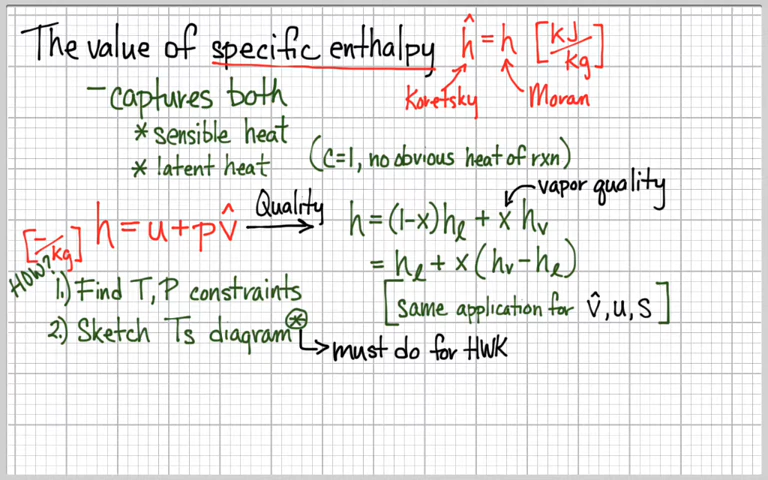 The value of specific enthalpy ĥ = h [kJ/kg]
Koretsky Moran
- captures both
* sensible heat
* latent heat (C=1, no obvious heat of rxn)
vapor quality
[–/kg] h = u + p v̂ Quality → h = (1-x)hₗ + x hᵥ
= hₗ + x(hᵥ - hₗ)
HOW?
1.) Find T, P constraints
[same application for v̂, u, s]
2.) Sketch Ts diagram *
↳ must do for HWK